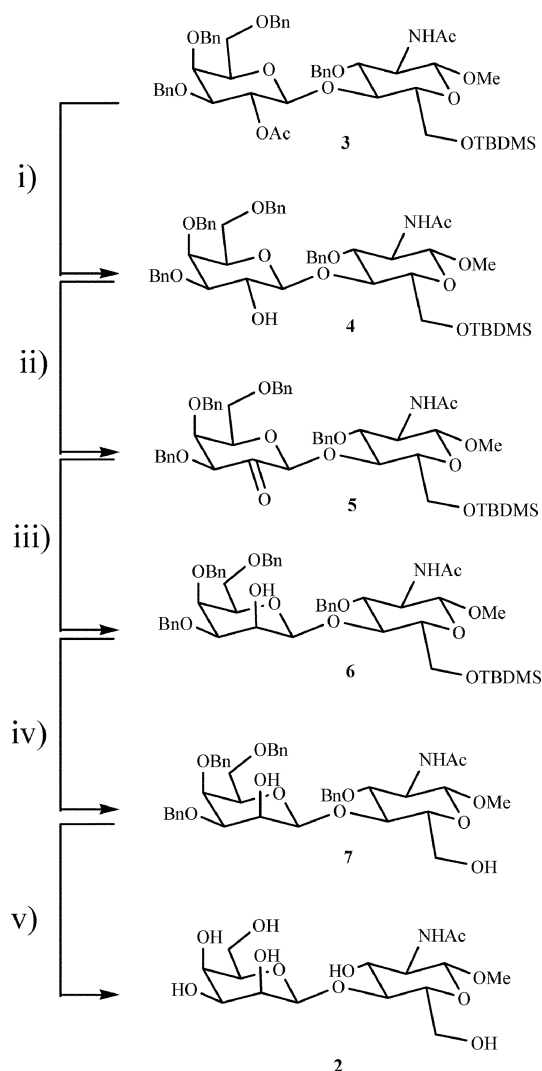 OBn
OBn
BnO
O
OAc
O
NHAc
BnO
O
OMe
OTBDMS
3
i)
OBn
OBn
BnO
O
OH
O
NHAc
BnO
O
OMe
OTBDMS
4
ii)
OBn
OBn
BnO
O
O
O
NHAc
BnO
O
OMe
OTBDMS
5
iii)
OBn
OBn
OH
BnO
O
O
NHAc
BnO
O
OMe
OTBDMS
6
iv)
OBn
OBn
OH
BnO
O
O
NHAc
BnO
O
OMe
OH
7
v)
OH
OH
OH
HO
O
O
NHAc
HO
O
OMe
OH
2